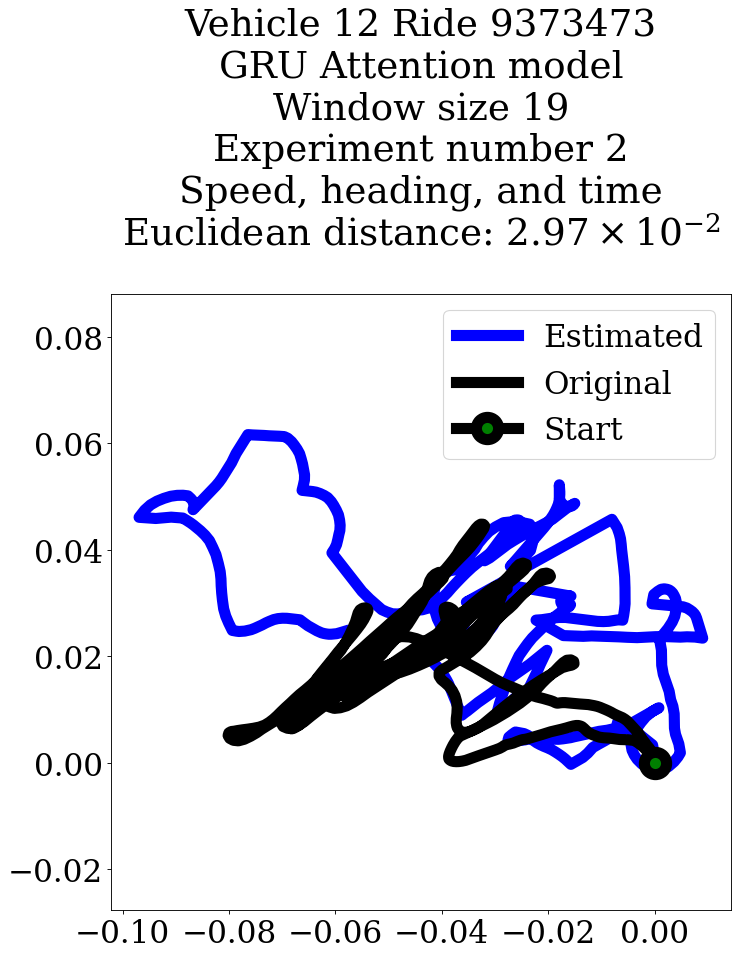 Vehicle 12 Ride 9373473
GRU Attention model
Window size 19
Experiment number 2
Speed, heading, and time
Euclidean distance: 2.97 × 10⁻²
Estimated
Original
Start
0.08
0.06
0.04
0.02
0.00
−0.02
−0.10 −0.08 −0.06 −0.04 −0.02 0.00